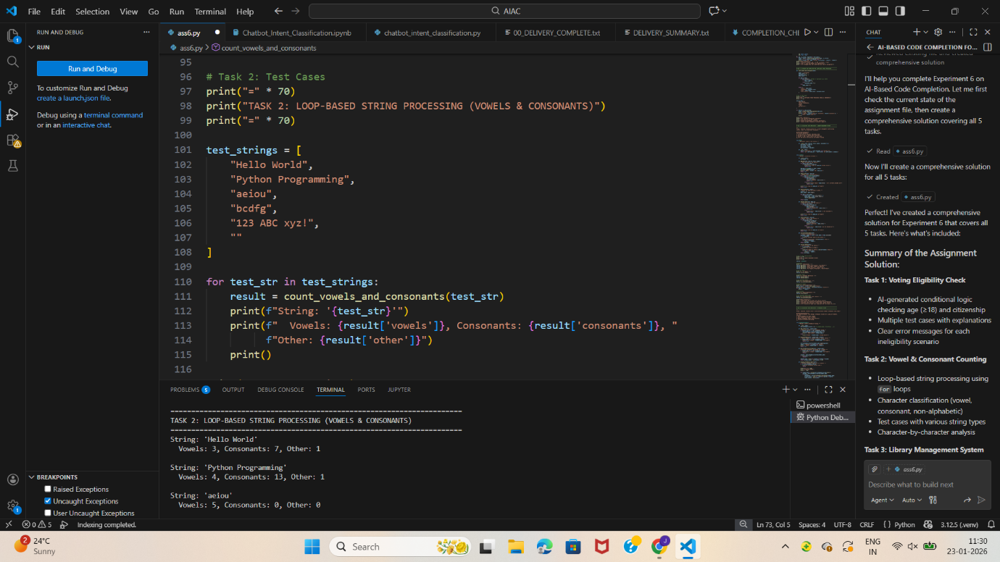 File Edit Selection View Go Run Terminal Help
AIAC
RUN AND DEBUG
RUN
Run and Debug
To customize Run and Debug
create a launch.json file.
Debug using a terminal command
or in an interactive chat.
BREAKPOINTS
Raised Exceptions
Uncaught Exceptions
User Uncaught Exceptions
ass6.py
Chatbot_Intent_Classification.ipynb
chatbot_intent_classification.py
00_DELIVERY_COMPLETE.txt
DELIVERY_SUMMARY.txt
COMPLETION_CHE
ass6.py > count_vowels_and_consonants
95
96 # Task 2: Test Cases
97 print("=" * 70)
98 print("TASK 2: LOOP-BASED STRING PROCESSING (VOWELS & CONSONANTS)")
99 print("=" * 70)
100
101 test_strings = [
102 "Hello World",
103 "Python Programming",
104 "aeiou",
105 "bcdfg",
106 "123 ABC xyz!",
107 ""
108 ]
109
110 for test_str in test_strings:
111 result = count_vowels_and_consonants(test_str)
112 print(f"String: '{test_str}'")
113 print(f"  Vowels: {result['vowels']}, Consonants: {result['consonants']}, "
114 f"Other: {result['other']}")
115 print()
116
PROBLEMS 5 OUTPUT DEBUG CONSOLE TERMINAL PORTS JUPYTER
======================================================================
TASK 2: LOOP-BASED STRING PROCESSING (VOWELS & CONSONANTS)
======================================================================
String: 'Hello World'
Vowels: 3, Consonants: 7, Other: 1
String: 'Python Programming'
Vowels: 4, Consonants: 13, Other: 1
String: 'aeiou'
Vowels: 5, Consonants: 0, Other: 0
powershell
Python Deb...
CHAT
AI-BASED CODE COMPLETION FO...
Reviewed existing file and created
comprehensive solution
I'll help you complete Experiment 6 on
AI-Based Code Completion. Let me first
check the current state of the
assignment file, then create a
comprehensive solution covering all 5
tasks.
Read ass6.py
Now I'll create a comprehensive solution
for all 5 tasks:
Created ass6.py
Perfect! I've created a comprehensive
solution for Experiment 6 that covers all
5 tasks. Here's what's included:
Summary of the Assignment
Solution:
Task 1: Voting Eligibility Check
• AI-generated conditional logic
checking age (≥18) and citizenship
• Multiple test cases with explanations
• Clear error messages for each
ineligibility scenario
Task 2: Vowel & Consonant Counting
• Loop-based string processing using
for loops
• Character classification (vowel,
consonant, non-alphabetic)
• Test cases with various string types
• Character-by-character analysis
Task 3: Library Management System
+ ass6.py
Describe what to build next
Agent Auto
0 5 Indexing completed.
Ln 73, Col 5 Spaces: 4 UTF-8 CRLF {} Python 3.12.5 (.venv)
2
24°C
Sunny
Search
ENG
IN
11:30
23-01-2026